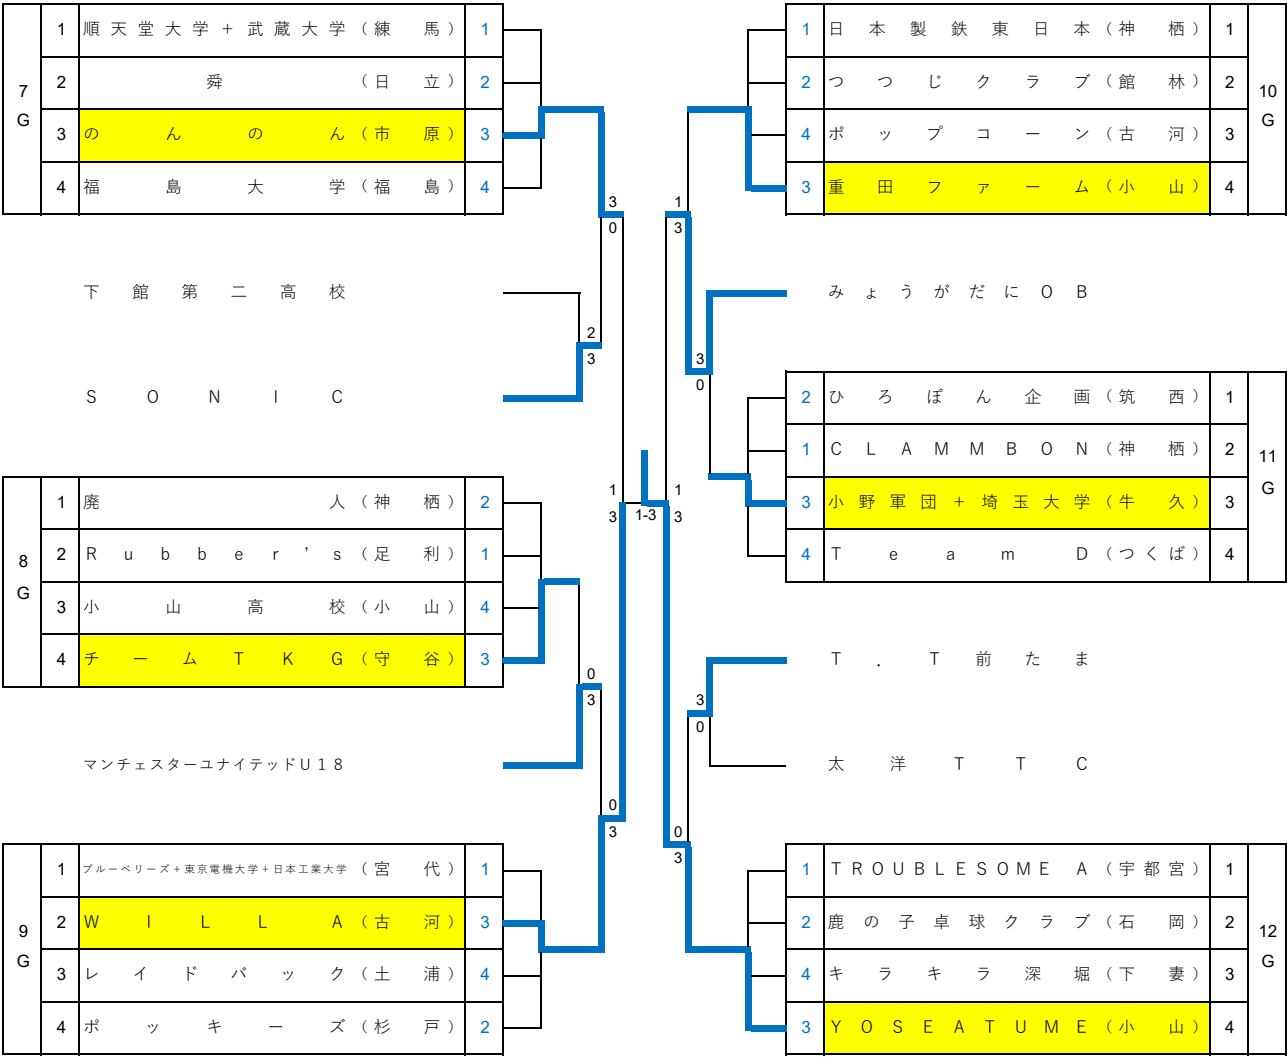 7
G
1 順天堂大学+武蔵大学(練 馬) 1
2 舜 (日 立) 2
3 のんのん(市 原) 3
4 福島大学(福 島) 4
3
0
下館第二高校
2
3
SONIC
8
G
1 廃人(神 栖) 2
2 Rubber's(足 利) 1
3 小山高校(小 山) 4
4 チームTKG(守 谷) 3
1
3
0
3
マンチェスターユナイテッドU18
0
3
9
G
1 ブルーベリーズ+東京電機大学+日本工業大学(宮 代) 1
2 WILL A(古 河) 3
3 レイドバック(土 浦) 4
4 ポッキーズ(杉 戸) 2
1-3
1 日本製鉄東日本(神 栖) 1
2 つつじクラブ(館 林) 2
4 ポップコーン(古 河) 3
3 重田ファーム(小 山) 4
10
G
1
3
みょうがだにOB
3
0
2 ひろぽん企画(筑 西) 1
1 CLAMMBON(神 栖) 2
3 小野軍団+埼玉大学(牛 久) 3
4 Team D(つくば) 4
11
G
1
3
T.T前たま
3
0
太洋TTC
0
3
1 TROUBLESOME A(宇都宮) 1
2 鹿の子卓球クラブ(石 岡) 2
4 キラキラ深堀(下 妻) 3
3 YOSEATUME(小 山) 4
12
G